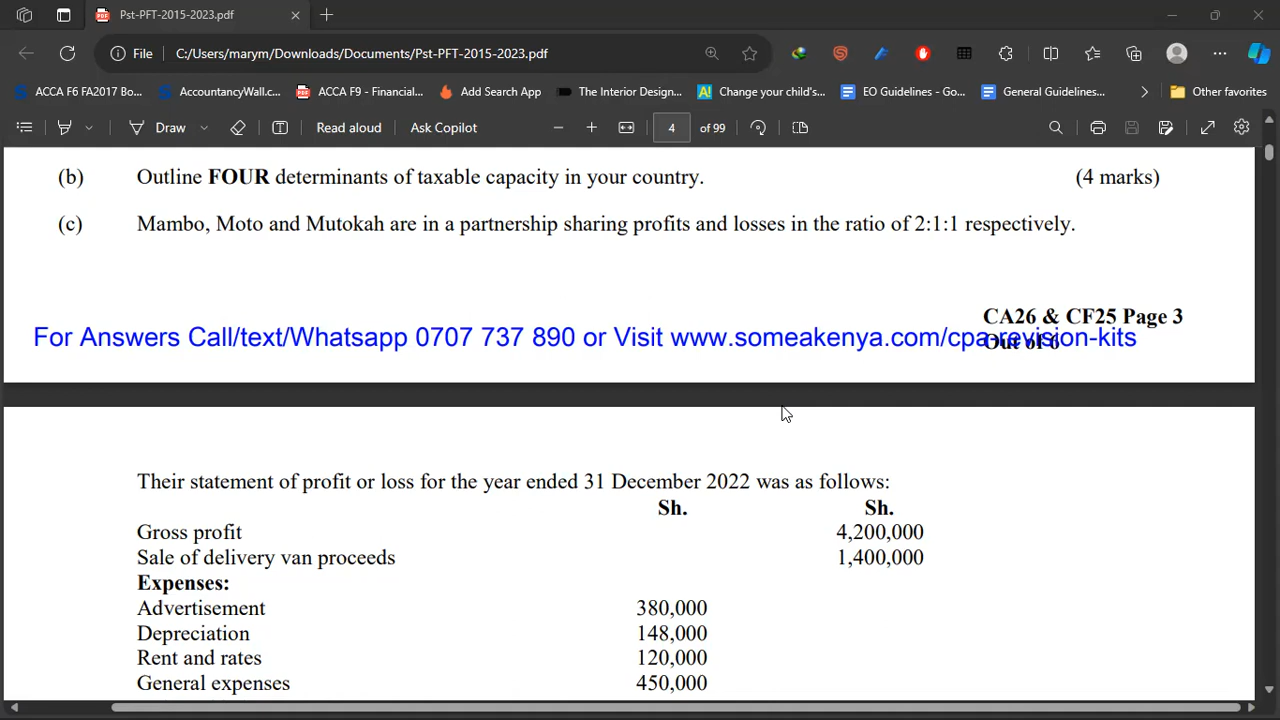 Pst-PFT-2015-2023.pdf
File C:/Users/marym/Downloads/Documents/Pst-PFT-2015-2023.pdf
ACCA F6 FA2017 Bo... AccountancyWall.c... ACCA F9 - Financial... Add Search App The Interior Design... Change your child's... EO Guidelines - Go... General Guidelines... Other favorites
Draw Read aloud Ask Copilot 4 of 99
(b) Outline FOUR determinants of taxable capacity in your country. (4 marks)
(c) Mambo, Moto and Mutokah are in a partnership sharing profits and losses in the ratio of 2:1:1 respectively.
CA26 & CF25 Page 3
For Answers Call/text/Whatsapp 0707 737 890 or Visit www.someakenya.com/cpa-revision-kits
Out of 6
Their statement of profit or loss for the year ended 31 December 2022 was as follows:
Sh. Sh.
Gross profit 4,200,000
Sale of delivery van proceeds 1,400,000
Expenses:
Advertisement 380,000
Depreciation 148,000
Rent and rates 120,000
General expenses 450,000